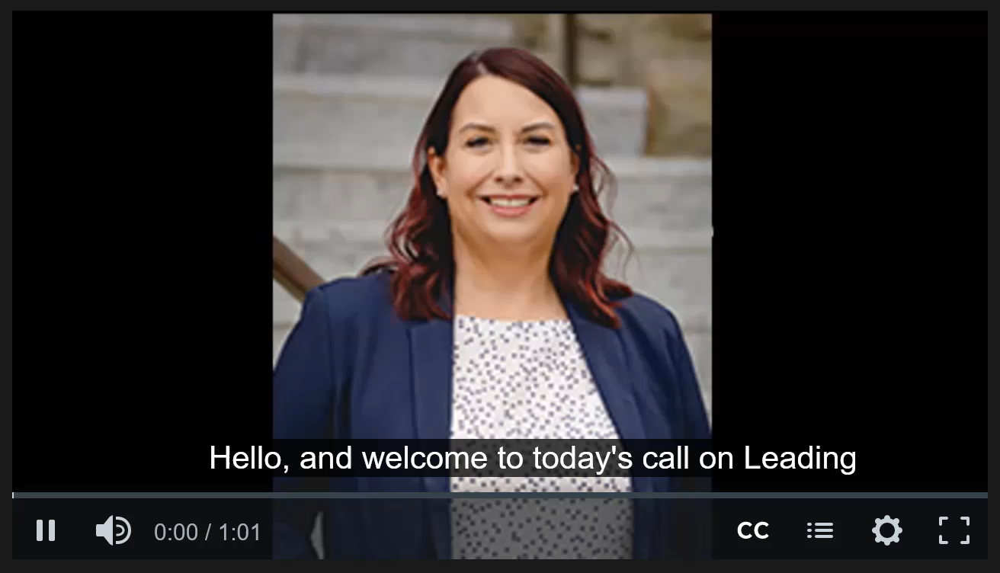 Hello, and welcome to today's call on Leading
0:00 / 1:01
CC